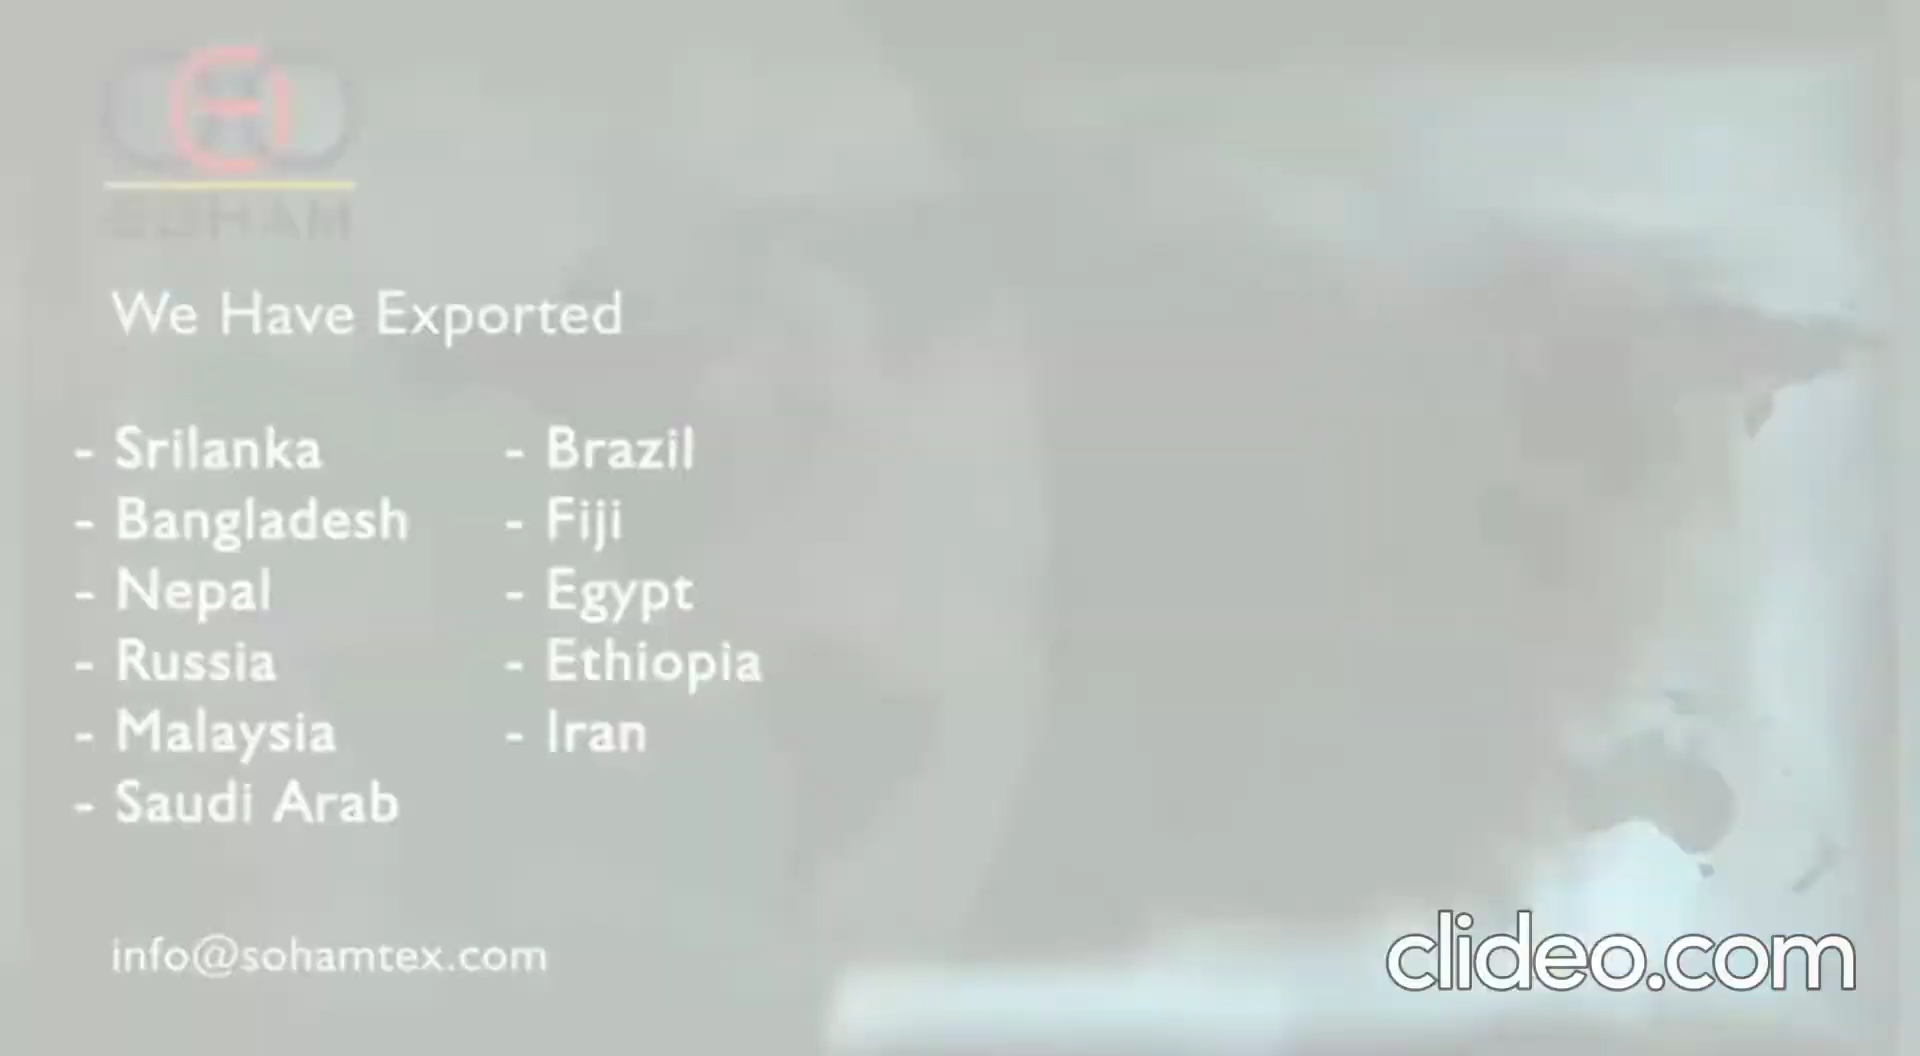 SOHAM
We Have Exported
- Srilanka
- Bangladesh
- Nepal
- Russia
- Malaysia
- Saudi Arab
- Brazil
- Fiji
- Egypt
- Ethiopia
- Iran
info@sohamtex.com
clideo.com